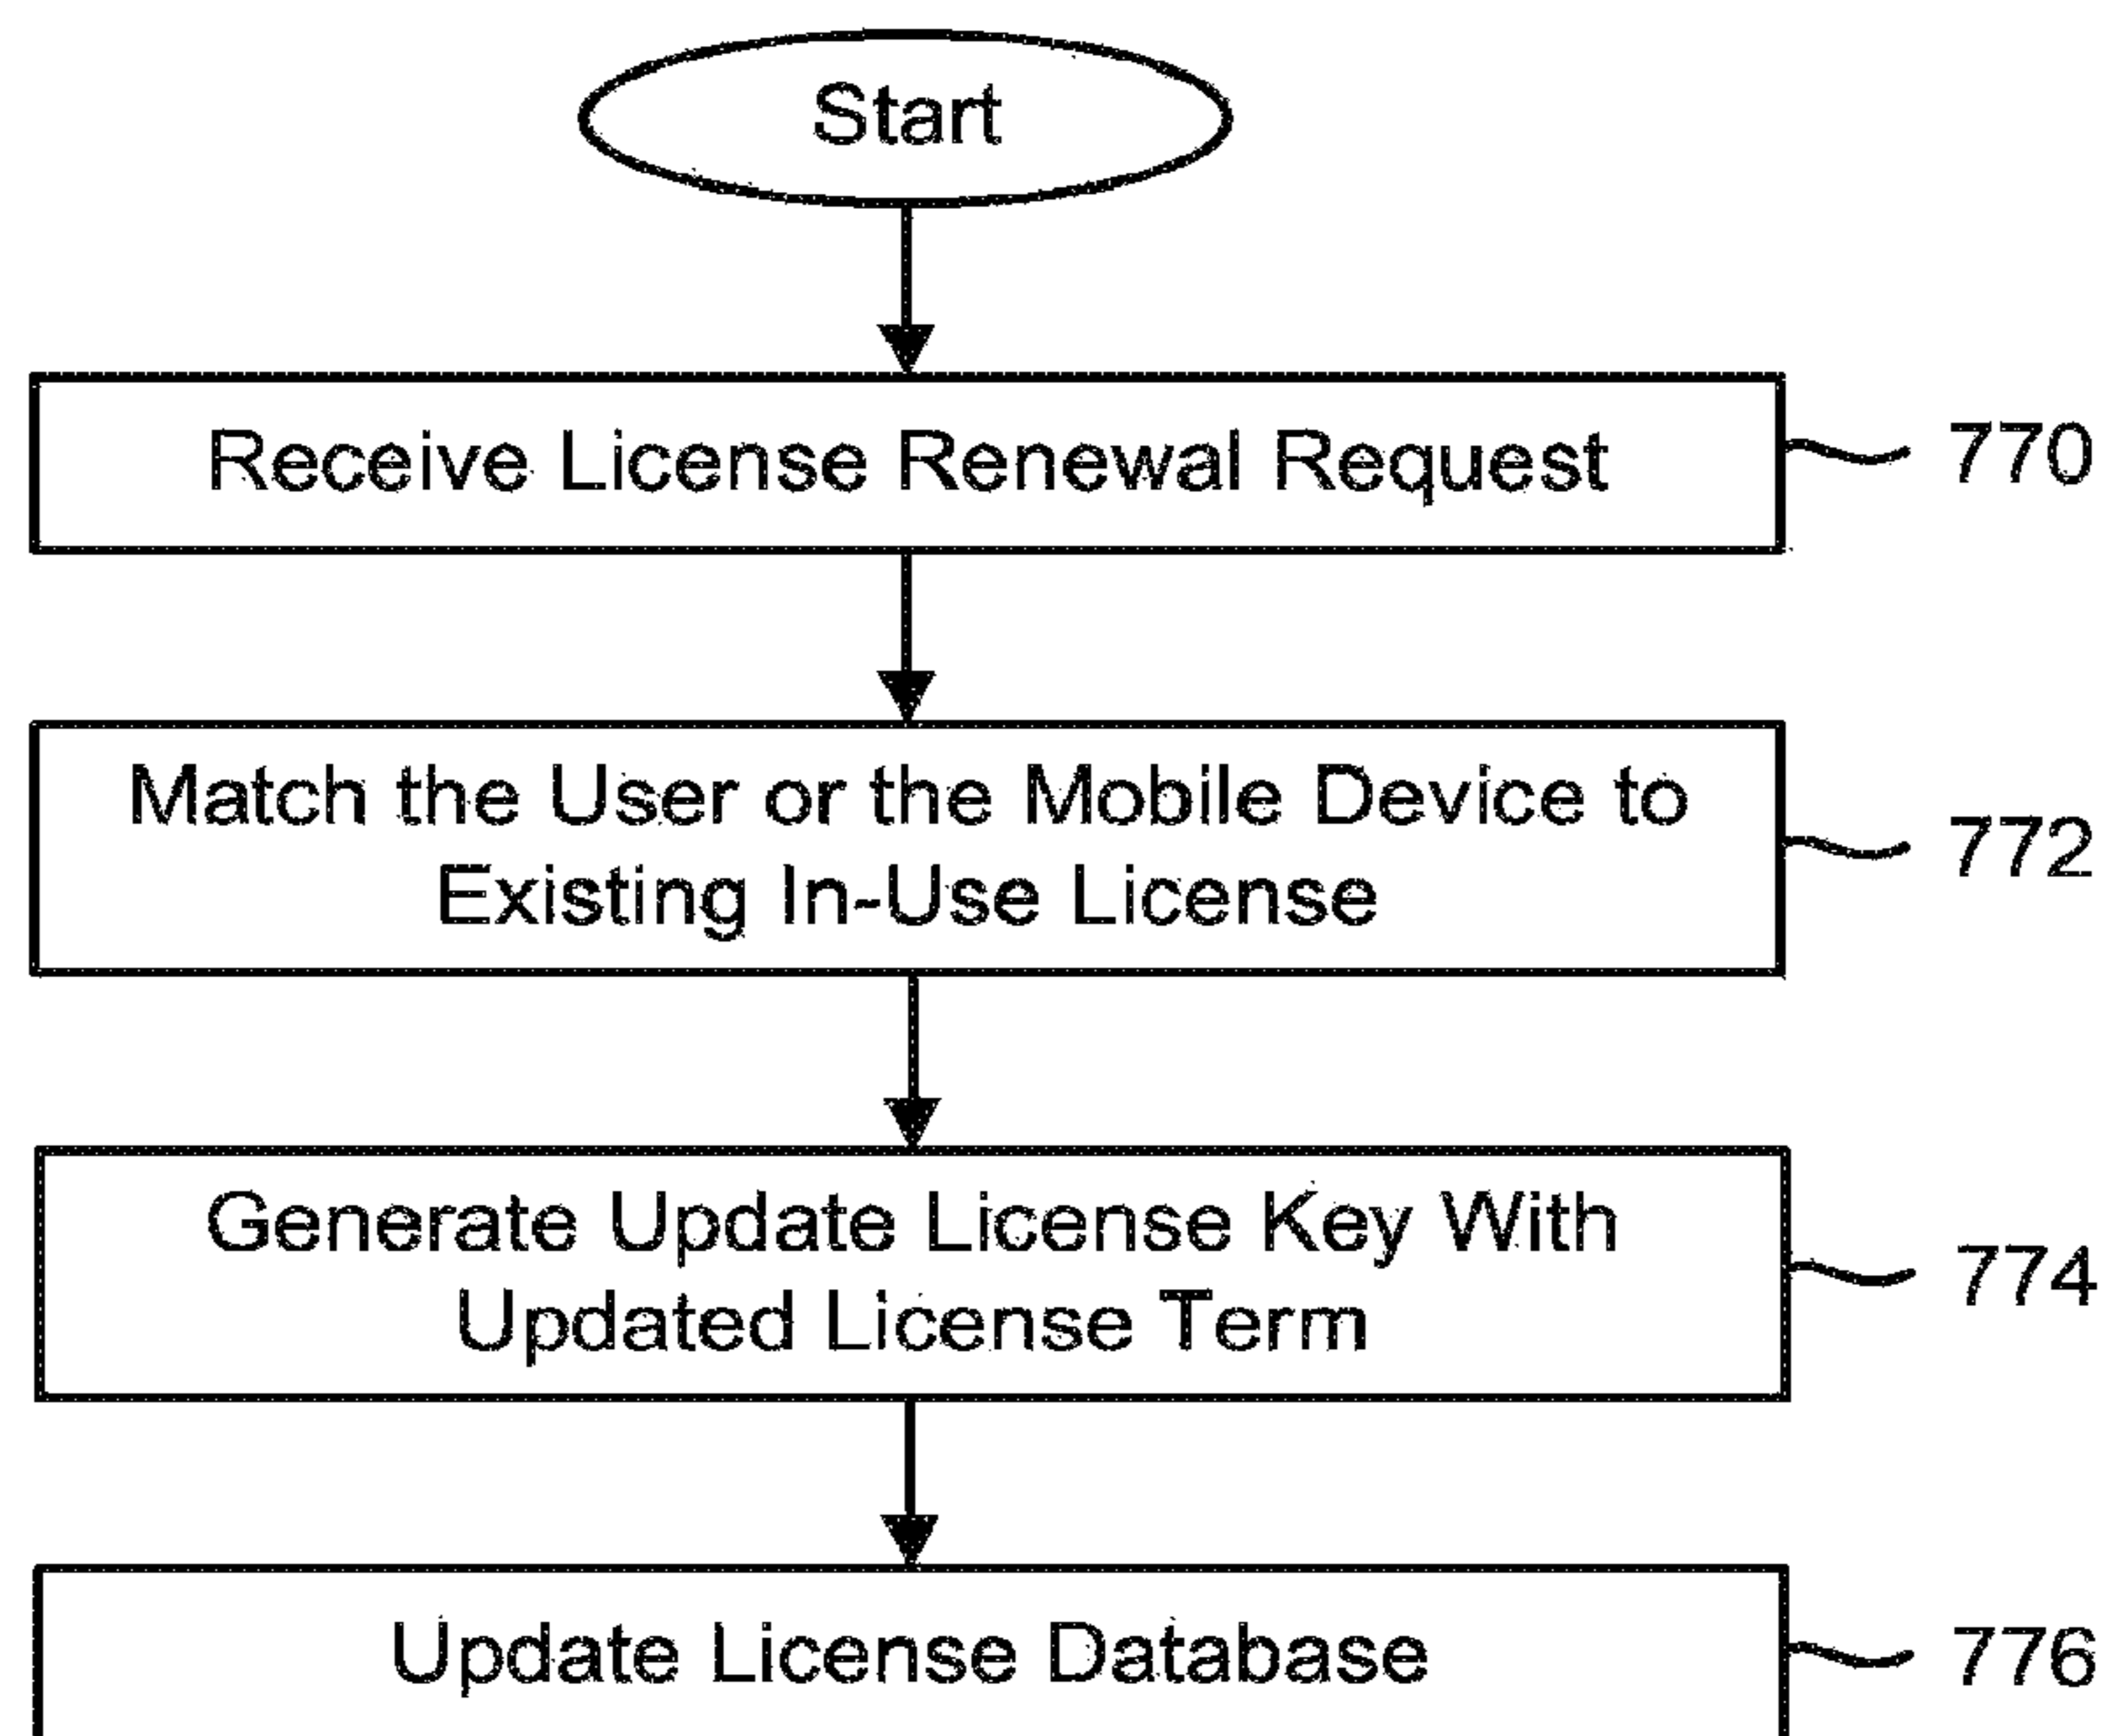 Start
Receive License Renewal Request
770
Match the User or the Mobile Device to
Existing In-Use License
772
Generate Update License Key With
Updated License Term
774
Update License Database
776